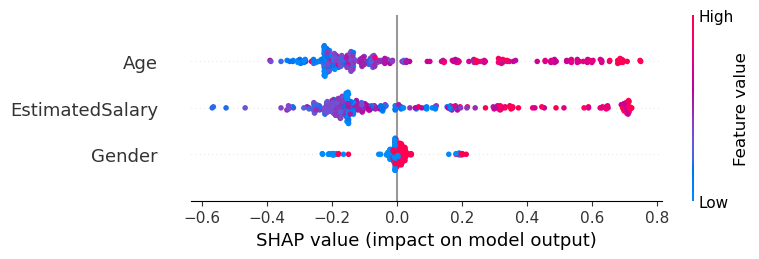 High
Age
EstimatedSalary
Gender
Feature value
Low
−0.6 −0.4 −0.2 0.0 0.2 0.4 0.6 0.8
SHAP value (impact on model output)